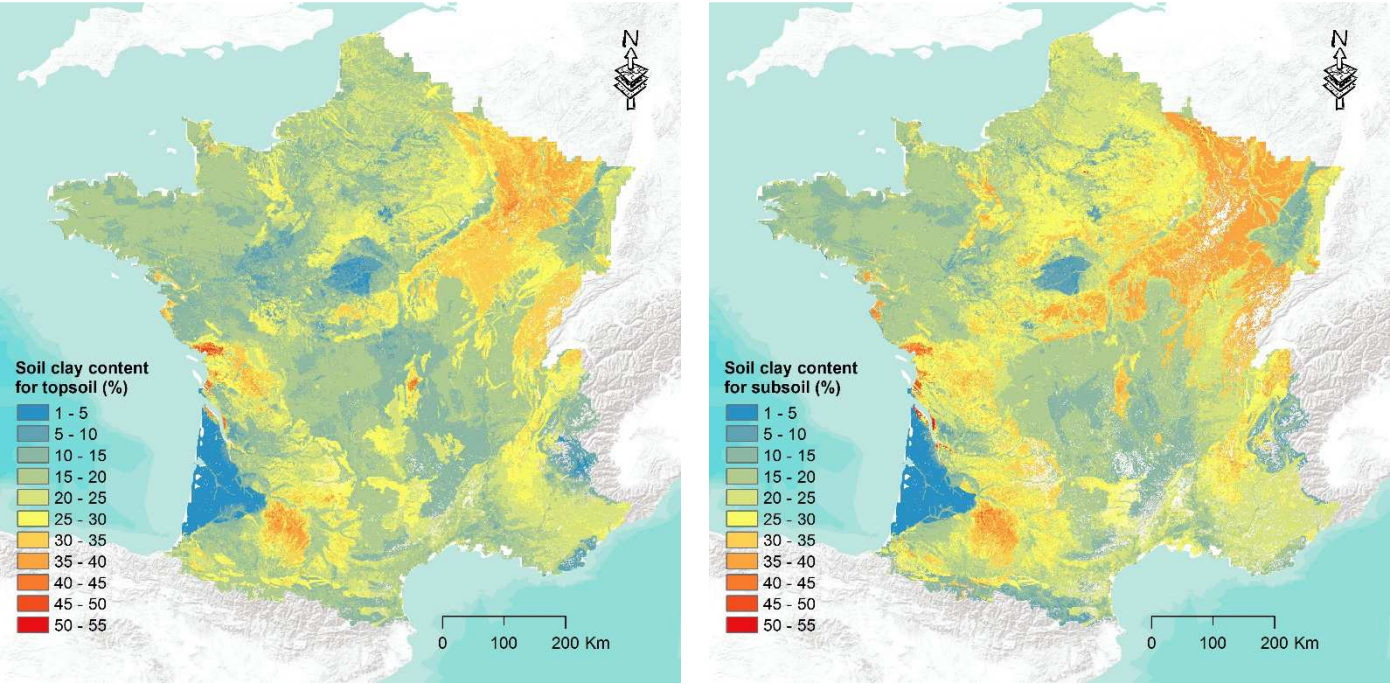 N
Soil clay content
for topsoil (%)
1 - 5
5 - 10
10 - 15
15 - 20
20 - 25
25 - 30
30 - 35
35 - 40
40 - 45
45 - 50
50 - 55
0 100 200 Km
N
Soil clay content
for subsoil (%)
1 - 5
5 - 10
10 - 15
15 - 20
20 - 25
25 - 30
30 - 35
35 - 40
40 - 45
45 - 50
50 - 55
0 100 200 Km